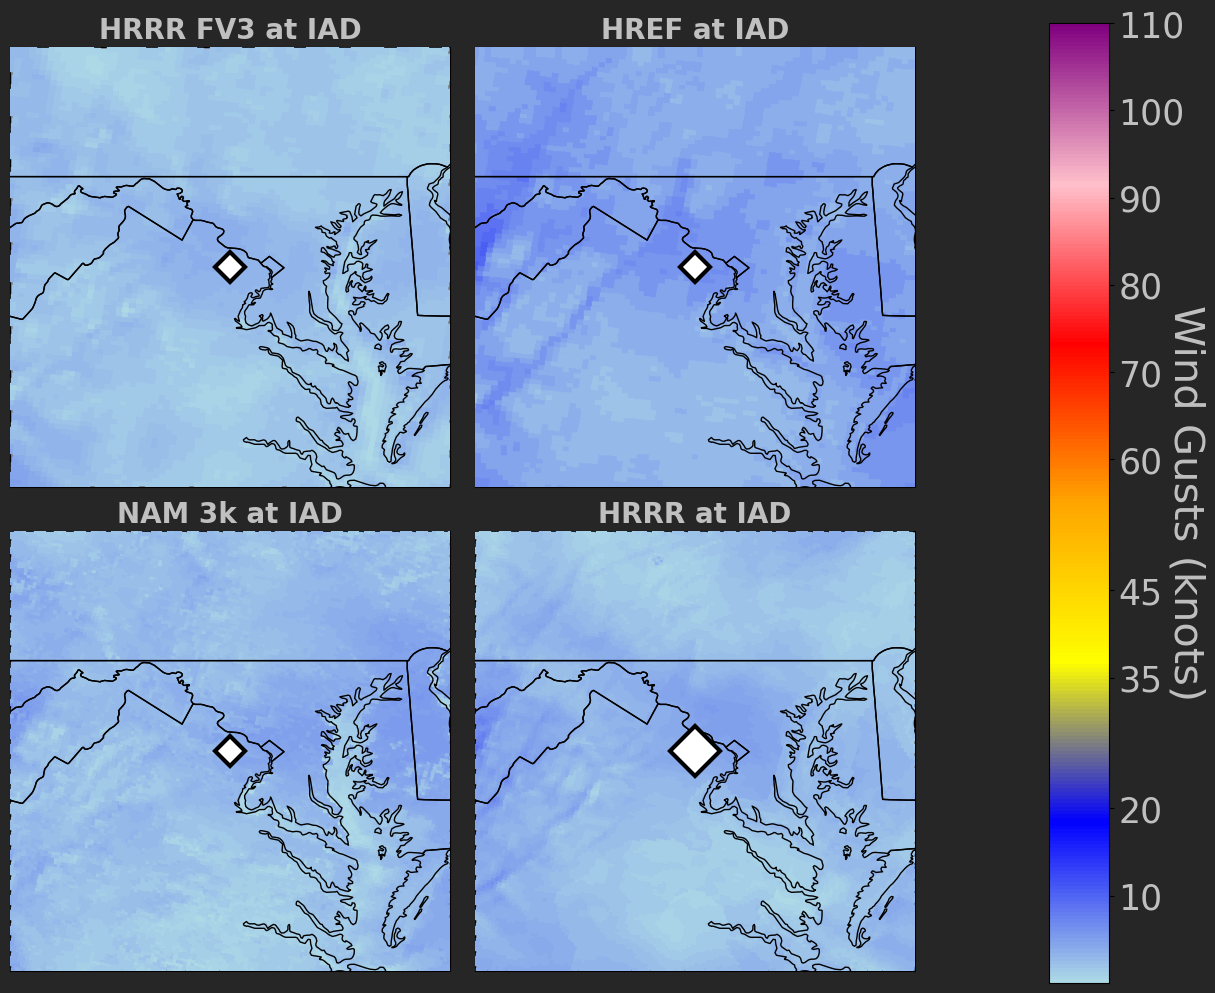 HRRR FV3 at IAD
HREF at IAD
NAM 3k at IAD
HRRR at IAD
110
100
90
80
70
60
45
35
20
10
Wind Gusts (knots)